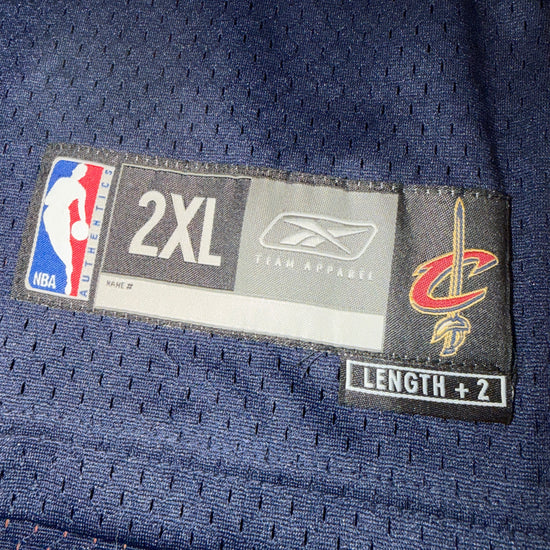 NBA
AUTHENTICS
2XL
TEAM APPAREL
NAME #
C
LENGTH + 2